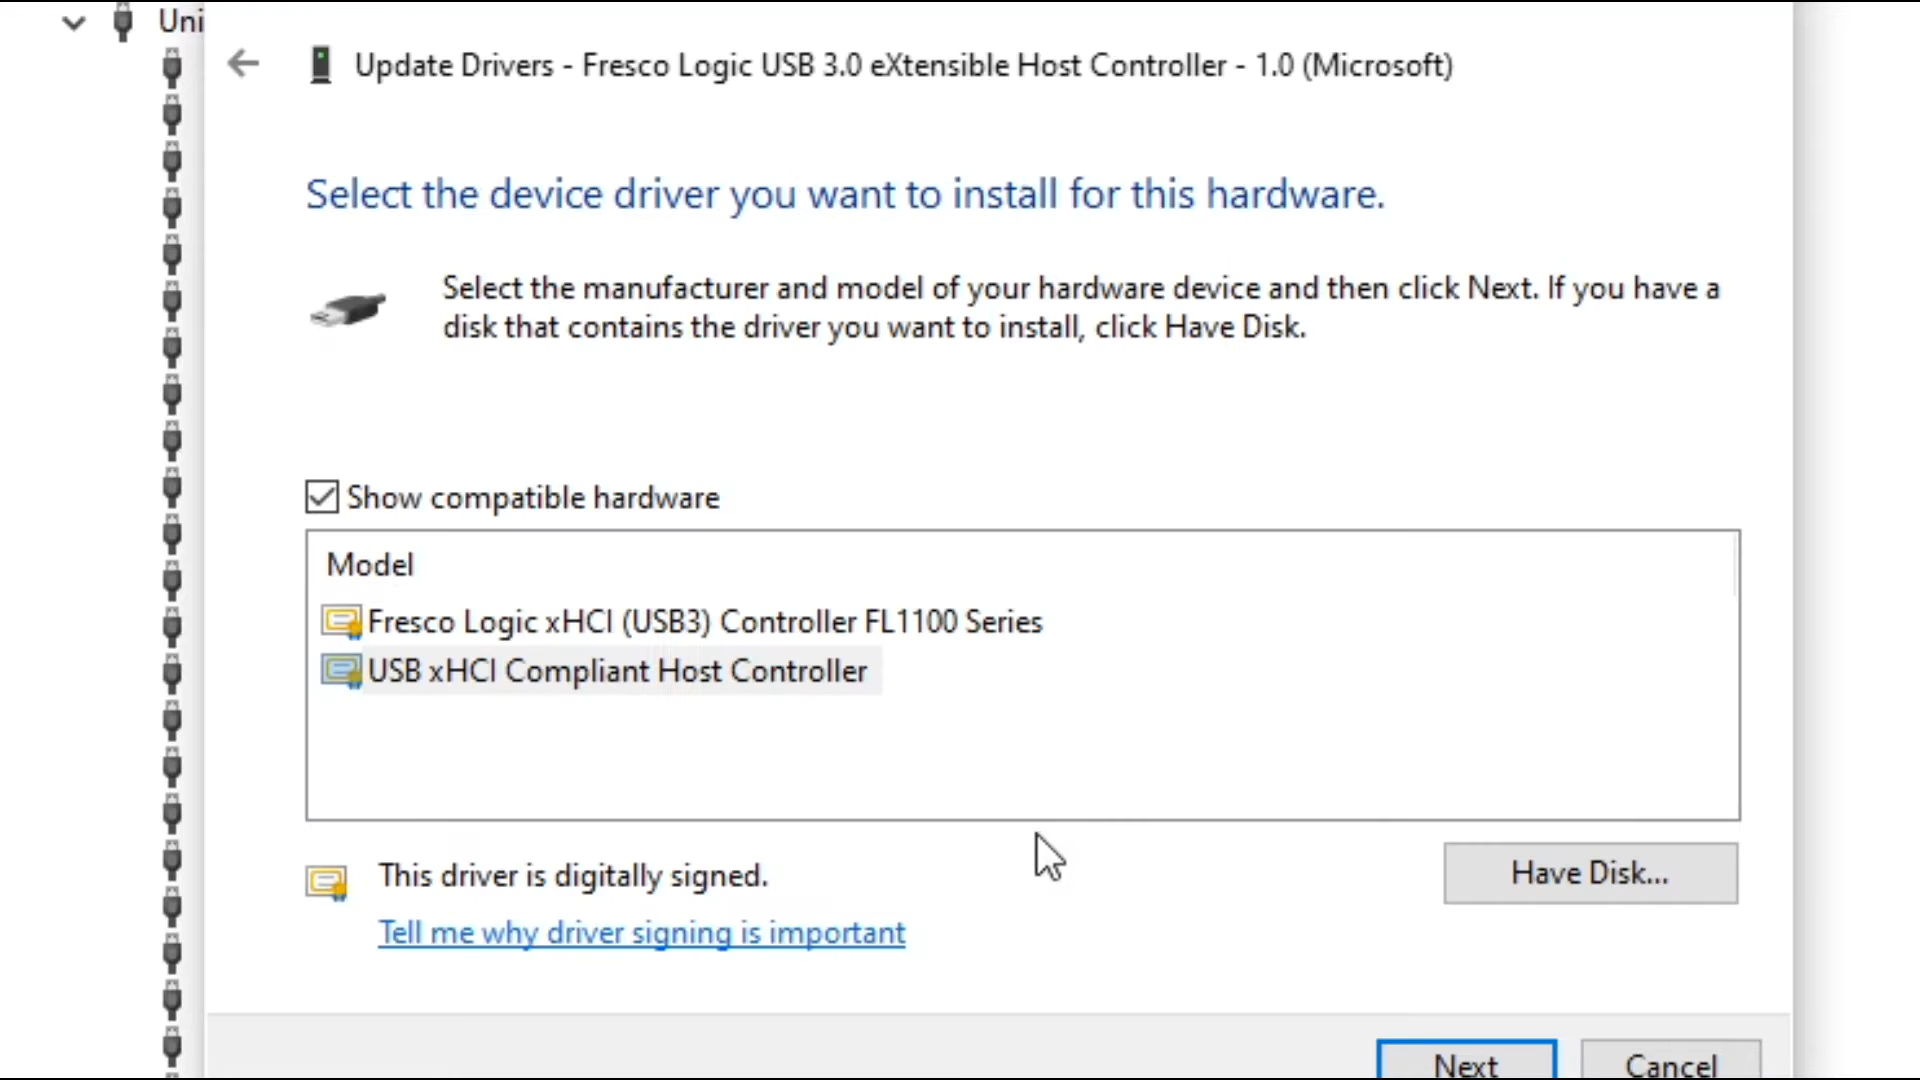 Uni
Update Drivers - Fresco Logic USB 3.0 eXtensible Host Controller - 1.0 (Microsoft)
Select the device driver you want to install for this hardware.
Select the manufacturer and model of your hardware device and then click Next. If you have a
disk that contains the driver you want to install, click Have Disk.
Show compatible hardware
Model
Fresco Logic xHCI (USB3) Controller FL1100 Series
USB xHCI Compliant Host Controller
This driver is digitally signed.
Have Disk...
Tell me why driver signing is important
Next
Cancel